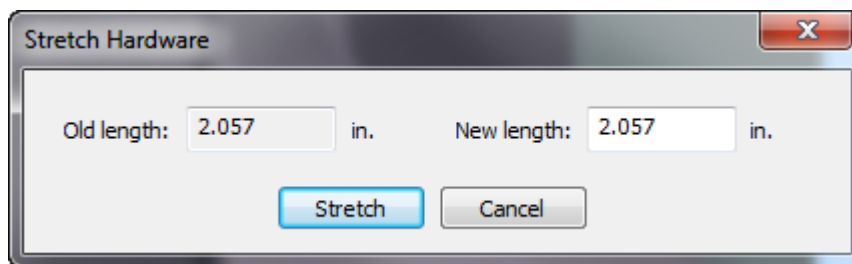 Stretch Hardware
Old length: 2.057 in. New length: 2.057 in.
Stretch Cancel